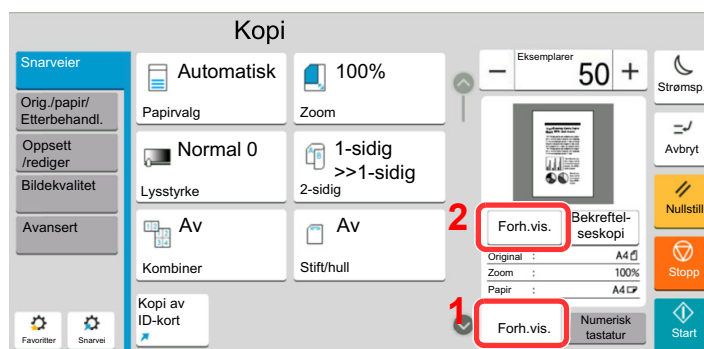 Kopi
Snarveier
Orig./papir/
Etterbehandl.
Oppsett
/rediger
Bildekvalitet
Avansert
Favoritter
Snarvei
Automatisk
Papirvalg
100%
Zoom
Normal 0
Lysstyrke
1-sidig
>>1-sidig
2-sidig
Av
Kombiner
Av
Stift/hull
Kopi av
ID-kort
Eksemplarer
− 50 +
2
Forh.vis.
Bekreftel-
seskopi
Original : A4
Zoom : 100%
Papir : A4
1
Forh.vis.
Numerisk
tastatur
Strømsp.
Avbryt
Nullstill
Stopp
Start